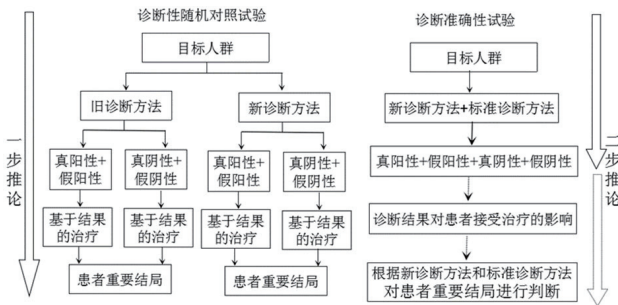 诊断性随机对照试验
目标人群
旧诊断方法
新诊断方法
真阳性+
假阳性
真阴性+
假阴性
真阳性+
假阳性
真阴性+
假阴性
基于结果
的治疗
基于结果
的治疗
基于结果
的治疗
基于结果
的治疗
患者重要结局
患者重要结局
一步推论
诊断准确性试验
目标人群
新诊断方法+标准诊断方法
真阳性+假阳性+真阴性+假阴性
诊断结果对患者接受治疗的影响
根据新诊断方法和标准诊断方法
对患者重要结局进行判断
二步推论